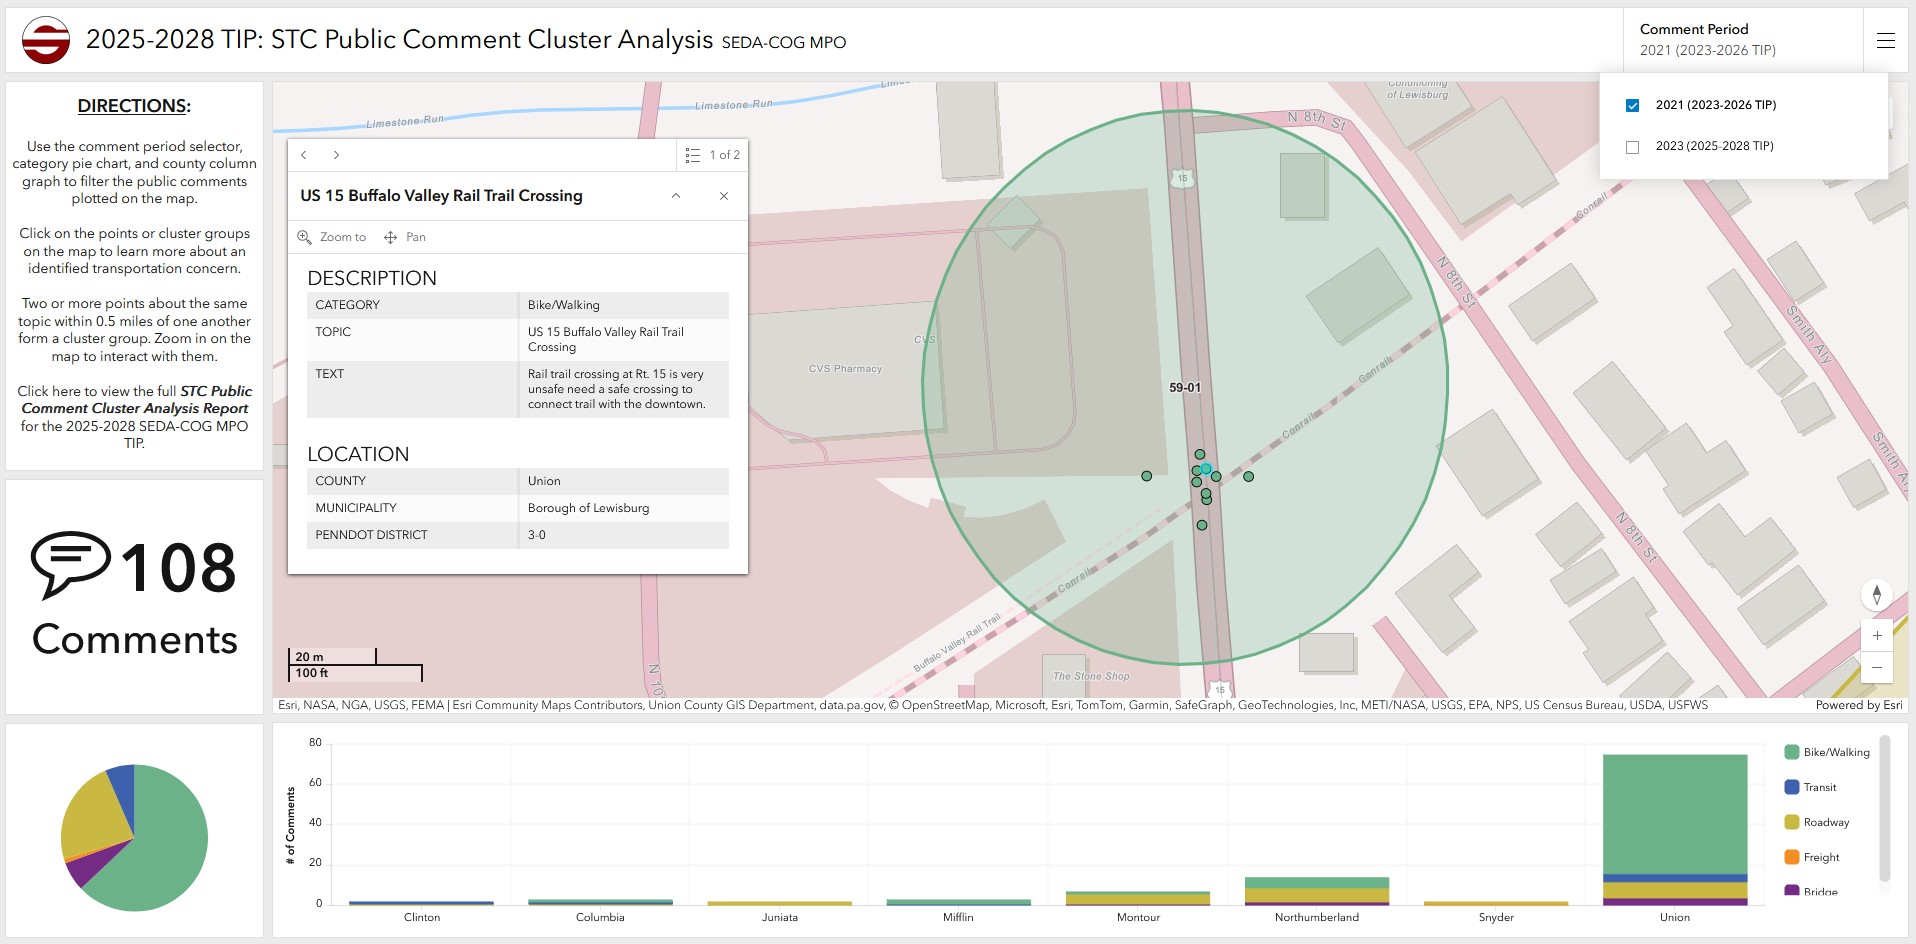 2025-2028 TIP: STC Public Comment Cluster Analysis SEDA-COG MPO
Comment Period
2021 (2023-2026 TIP)
2021 (2023-2026 TIP)
2023 (2025-2028 TIP)
DIRECTIONS:
Use the comment period selector,
category pie chart, and county column
graph to filter the public comments
plotted on the map.
Click on the points or cluster groups
on the map to learn more about an
identified transportation concern.
Two or more points about the same
topic within 0.5 miles of one another
form a cluster group. Zoom in on the
map to interact with them.
Click here to view the full STC Public
Comment Cluster Analysis Report
for the 2025-2028 SEDA-COG MPO
TIP.
108
Comments
1 of 2
US 15 Buffalo Valley Rail Trail Crossing
Zoom to
Pan
DESCRIPTION
CATEGORY Bike/Walking
TOPIC US 15 Buffalo Valley Rail Trail
Crossing
TEXT Rail trail crossing at Rt. 15 is very
unsafe need a safe crossing to
connect trail with the downtown.
LOCATION
COUNTY Union
MUNICIPALITY Borough of Lewisburg
PENNDOT DISTRICT 3-0
Limestone Run
Limestone Run
Conditioning
of Lewisburg
N 8th St
15
Conrail
N 8th St
Smith Aly
CVS
CVS Pharmacy
59-01
Conrail
Conrail
Smith A
N 8th St
Conrail
Buffalo Valley Rail Trail
The Stone Shop
15
N 10
20 m
100 ft
Esri, NASA, NGA, USGS, FEMA | Esri Community Maps Contributors, Union County GIS Department, data.pa.gov, © OpenStreetMap, Microsoft, Esri, TomTom, Garmin, SafeGraph, GeoTechnologies, Inc, METI/NASA, USGS, EPA, NPS, US Census Bureau, USDA, USFWS
Powered by Esri
# of Comments
80
60
40
20
0
Clinton
Columbia
Juniata
Mifflin
Montour
Northumberland
Snyder
Union
Bike/Walking
Transit
Roadway
Freight
Bridge